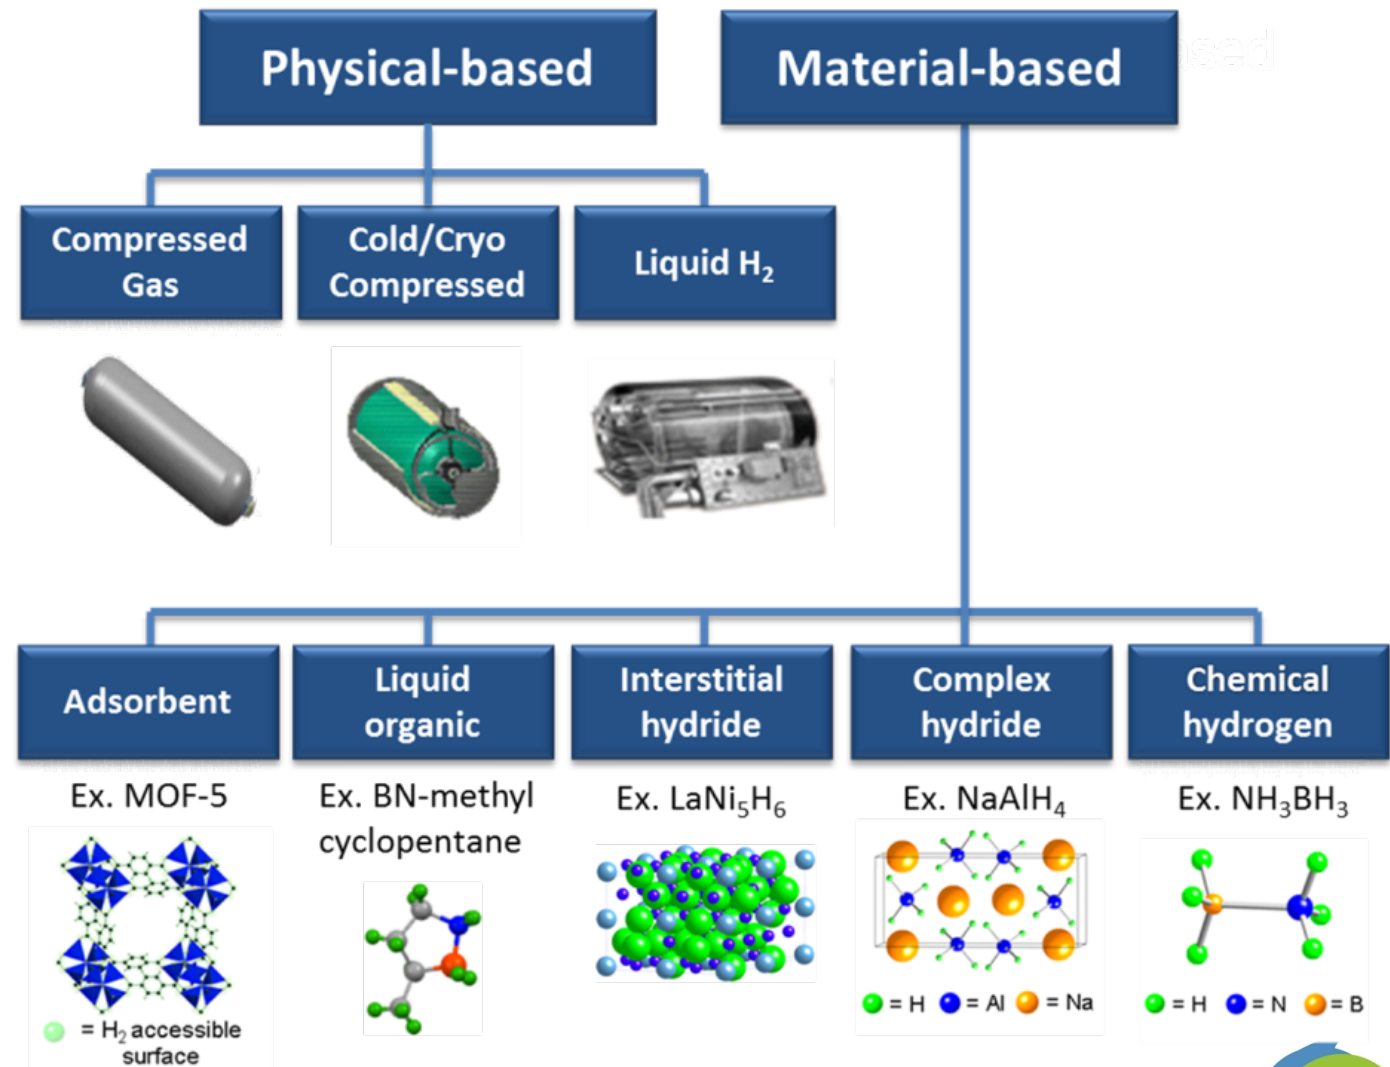 Physical-based
Material-based
Compressed
Gas
Cold/Cryo
Compressed
Liquid H₂
Adsorbent
Liquid
organic
Interstitial
hydride
Complex
hydride
Chemical
hydrogen
Ex. MOF-5
Ex. BN-methyl
cyclopentane
Ex. LaNi₅H₆
Ex. NaAlH₄
Ex. NH₃BH₃
= H₂ accessible
surface
= H = Al = Na
= H = N = B